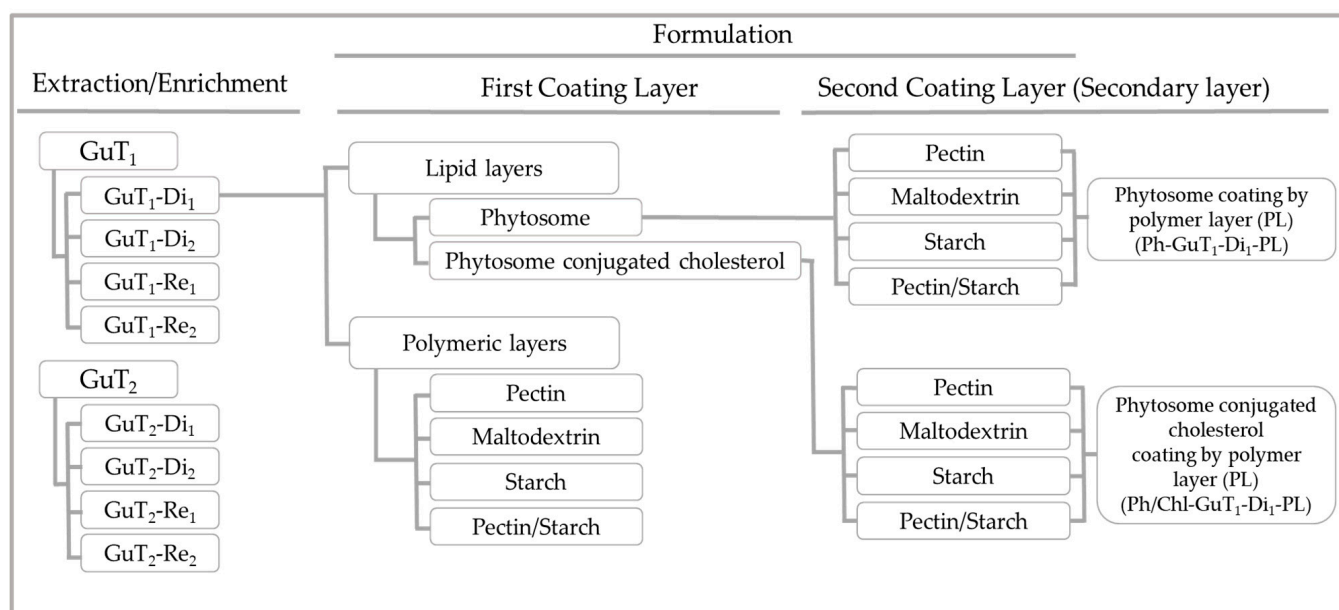 Formulation
Extraction/Enrichment
First Coating Layer
Second Coating Layer (Secondary layer)
GuT₁
GuT₁-Di₁
GuT₁-Di₂
GuT₁-Re₁
GuT₁-Re₂
GuT₂
GuT₂-Di₁
GuT₂-Di₂
GuT₂-Re₁
GuT₂-Re₂
Lipid layers
Phytosome
Phytosome conjugated cholesterol
Polymeric layers
Pectin
Maltodextrin
Starch
Pectin/Starch
Pectin
Maltodextrin
Starch
Pectin/Starch
Phytosome coating by
polymer layer (PL)
(Ph-GuT₁-Di₁-PL)
Pectin
Maltodextrin
Starch
Pectin/Starch
Phytosome conjugated
cholesterol
coating by polymer
layer (PL)
(Ph/Chl-GuT₁-Di₁-PL)